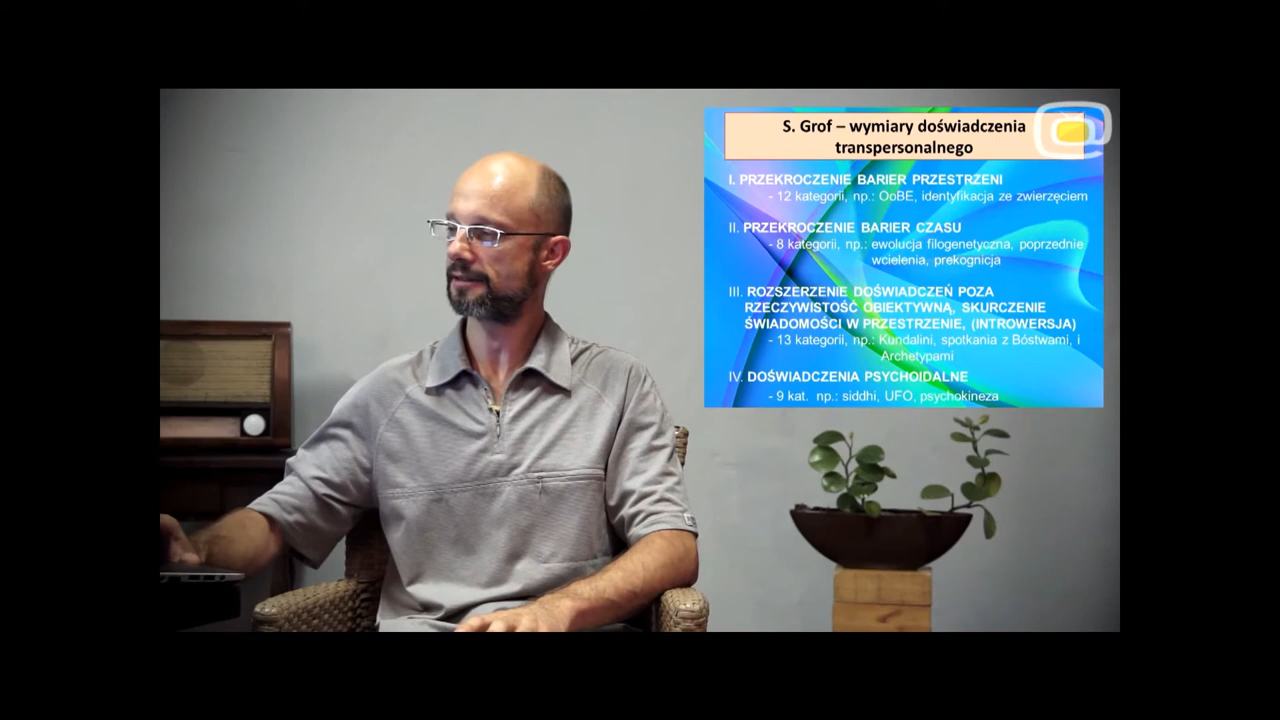 S. Grof – wymiary doświadczenia
transpersonalnego
I. PRZEKROCZENIE BARIER PRZESTRZENI
- 12 kategorii, np.: OoBE, identyfikacja ze zwierzęciem
II. PRZEKROCZENIE BARIER CZASU
- 8 kategorii, np.: ewolucja filogenetyczna, poprzednie
wcielenia, prekognicja
III. ROZSZERZENIE DOŚWIADCZEŃ POZA
RZECZYWISTOŚĆ OBIEKTYWNĄ, SKURCZENIE
ŚWIADOMOŚCI W PRZESTRZENIE, (INTROWERSJA)
- 13 kategorii, np.: Kundalini, spotkania z Bóstwami, i
Archetypami
IV. DOŚWIADCZENIA PSYCHOIDALNE
- 9 kat. np.: siddhi, UFO, psychokineza